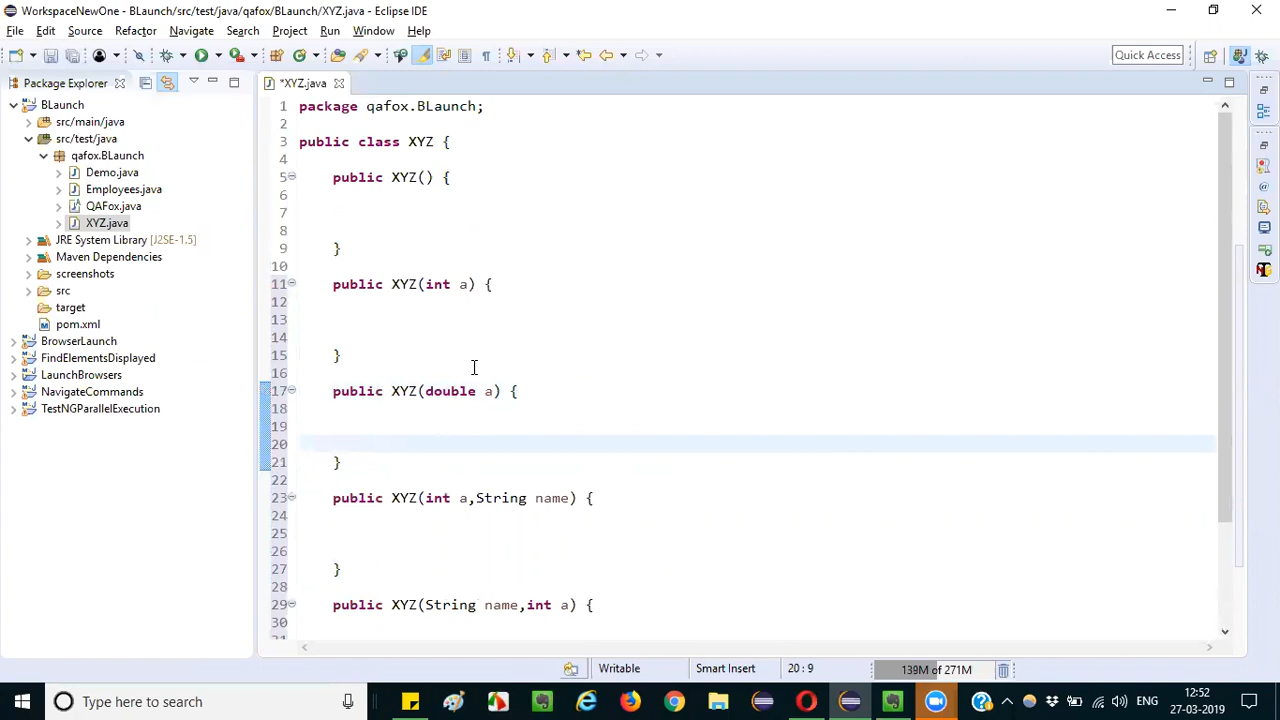 WorkspaceNewOne - BLaunch/src/test/java/qafox/BLaunch/XYZ.java - Eclipse IDE
File Edit Source Refactor Navigate Search Project Run Window Help
Quick Access
Package Explorer
*XYZ.java
BLaunch
src/main/java
src/test/java
qafox.BLaunch
Demo.java
Employees.java
QAFox.java
XYZ.java
JRE System Library [J2SE-1.5]
Maven Dependencies
screenshots
src
target
pom.xml
BrowserLaunch
FindElementsDisplayed
LaunchBrowsers
NavigateCommands
TestNGParallelExecution
1 package qafox.BLaunch;
2
3 public class XYZ {
4
5 public XYZ() {
6
7
8
9 }
10
11 public XYZ(int a) {
12
13
14
15 }
16
17 public XYZ(double a) {
18
19
20
21 }
22
23 public XYZ(int a,String name) {
24
25
26
27 }
28
29 public XYZ(String name,int a) {
30
31
Writable Smart Insert 20 : 9 139M of 271M
Type here to search
ENG
12:52
27-03-2019